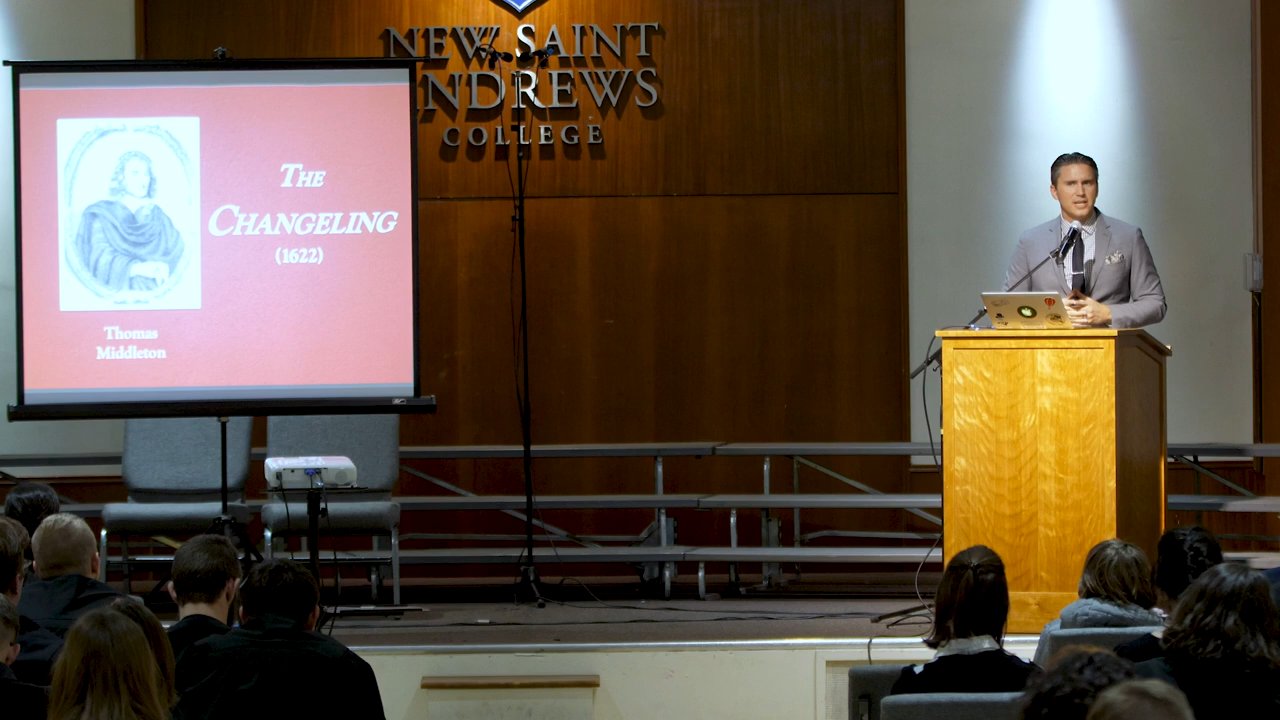 NEW SAINT
ANDREWS
COLLEGE
THE
CHANGELING
(1622)
Thomas
Middleton